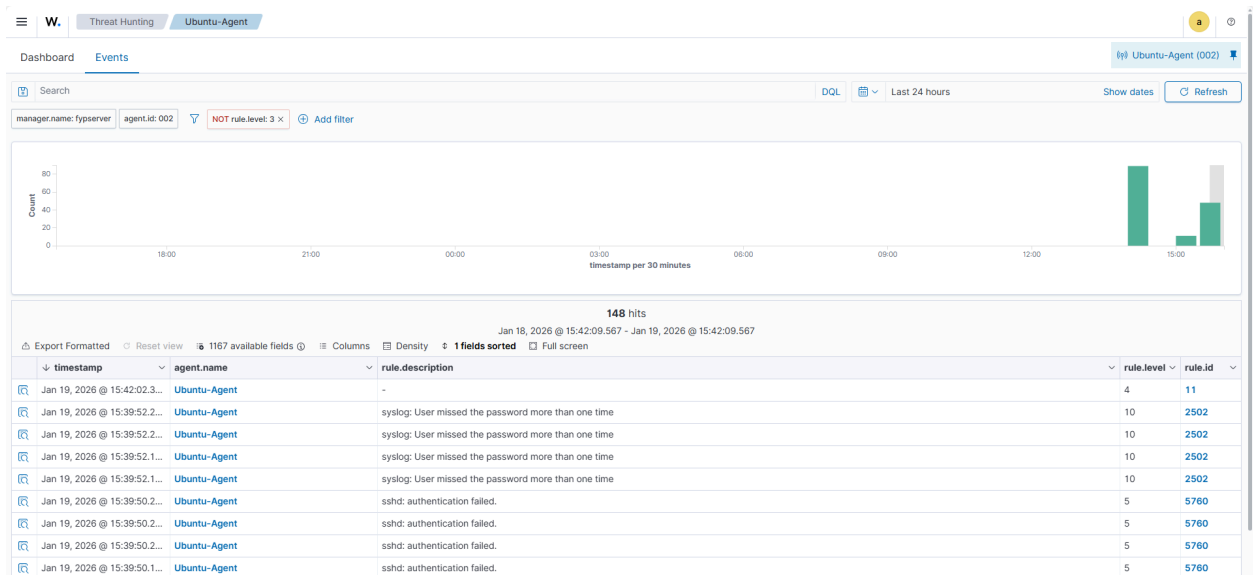 W. Threat Hunting Ubuntu-Agent a
Dashboard Events Ubuntu-Agent (002)
Search DQL Last 24 hours Show dates Refresh
manager.name: fypserver agent.id: 002 NOT rule.level: 3 × Add filter
80
60
40
20
0
Count
18:00 21:00 00:00 03:00 06:00 09:00 12:00 15:00
timestamp per 30 minutes
148 hits
Jan 18, 2026 @ 15:42:09.567 - Jan 19, 2026 @ 15:42:09.567
Export Formatted Reset view 1167 available fields Columns Density 1 fields sorted Full screen
timestamp agent.name rule.description rule.level rule.id
Jan 19, 2026 @ 15:42:02.3... Ubuntu-Agent - 4 11
Jan 19, 2026 @ 15:39:52.2... Ubuntu-Agent syslog: User missed the password more than one time 10 2502
Jan 19, 2026 @ 15:39:52.2... Ubuntu-Agent syslog: User missed the password more than one time 10 2502
Jan 19, 2026 @ 15:39:52.1... Ubuntu-Agent syslog: User missed the password more than one time 10 2502
Jan 19, 2026 @ 15:39:52.1... Ubuntu-Agent syslog: User missed the password more than one time 10 2502
Jan 19, 2026 @ 15:39:50.2... Ubuntu-Agent sshd: authentication failed. 5 5760
Jan 19, 2026 @ 15:39:50.2... Ubuntu-Agent sshd: authentication failed. 5 5760
Jan 19, 2026 @ 15:39:50.2... Ubuntu-Agent sshd: authentication failed. 5 5760
Jan 19, 2026 @ 15:39:50.1... Ubuntu-Agent sshd: authentication failed. 5 5760